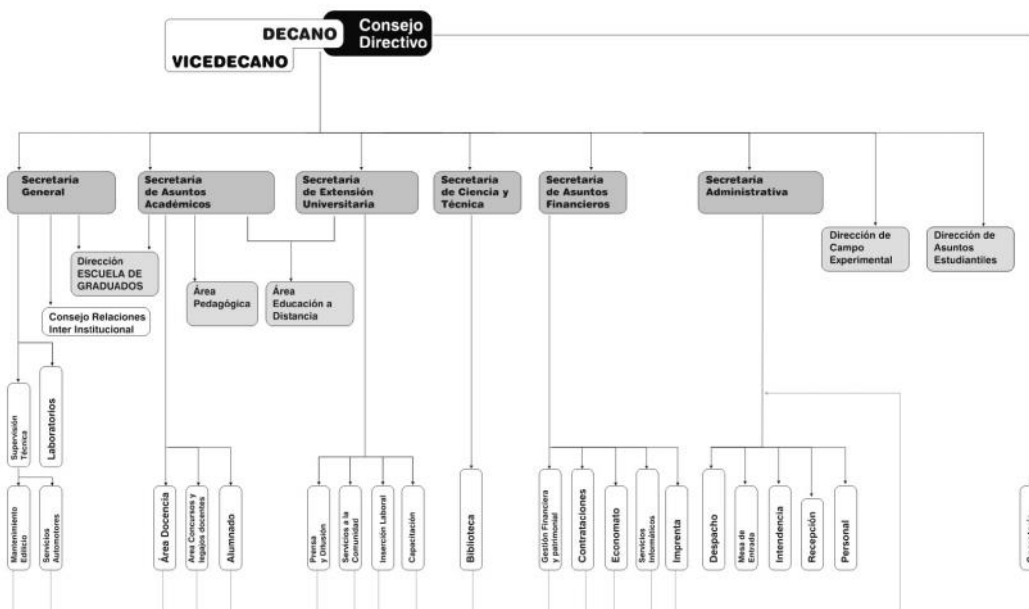 DECANO
VICEDECANO
Consejo
Directivo
Secretaría
General
Secretaría
de Asuntos
Académicos
Secretaría
de Extensión
Universitaria
Secretaría
de Ciencia y
Técnica
Secretaría
de Asuntos
Financieros
Secretaría
Administrativa
Dirección de
Campo
Experimental
Dirección de
Asuntos
Estudiantiles
Dirección
ESCUELA DE
GRADUADOS
Área
Pedagógica
Área
Educación a
Distancia
Consejo Relaciones
Inter Institucional
Supervisión
Técnica
Laboratorios
Mantenimiento
Edilicio
Servicios
Automotores
Área Docencia
Area Concursos y
legajos docentes
Alumnado
Prensa
y Difusión
Servicios a la
Comunidad
Inserción Laboral
Capacitación
Biblioteca
Gestión Financiera
y patrimonial
Contrataciones
Economato
Servicios
Informáticos
Imprenta
Despacho
Mesa de
Entrada
Intendencia
Recepción
Personal